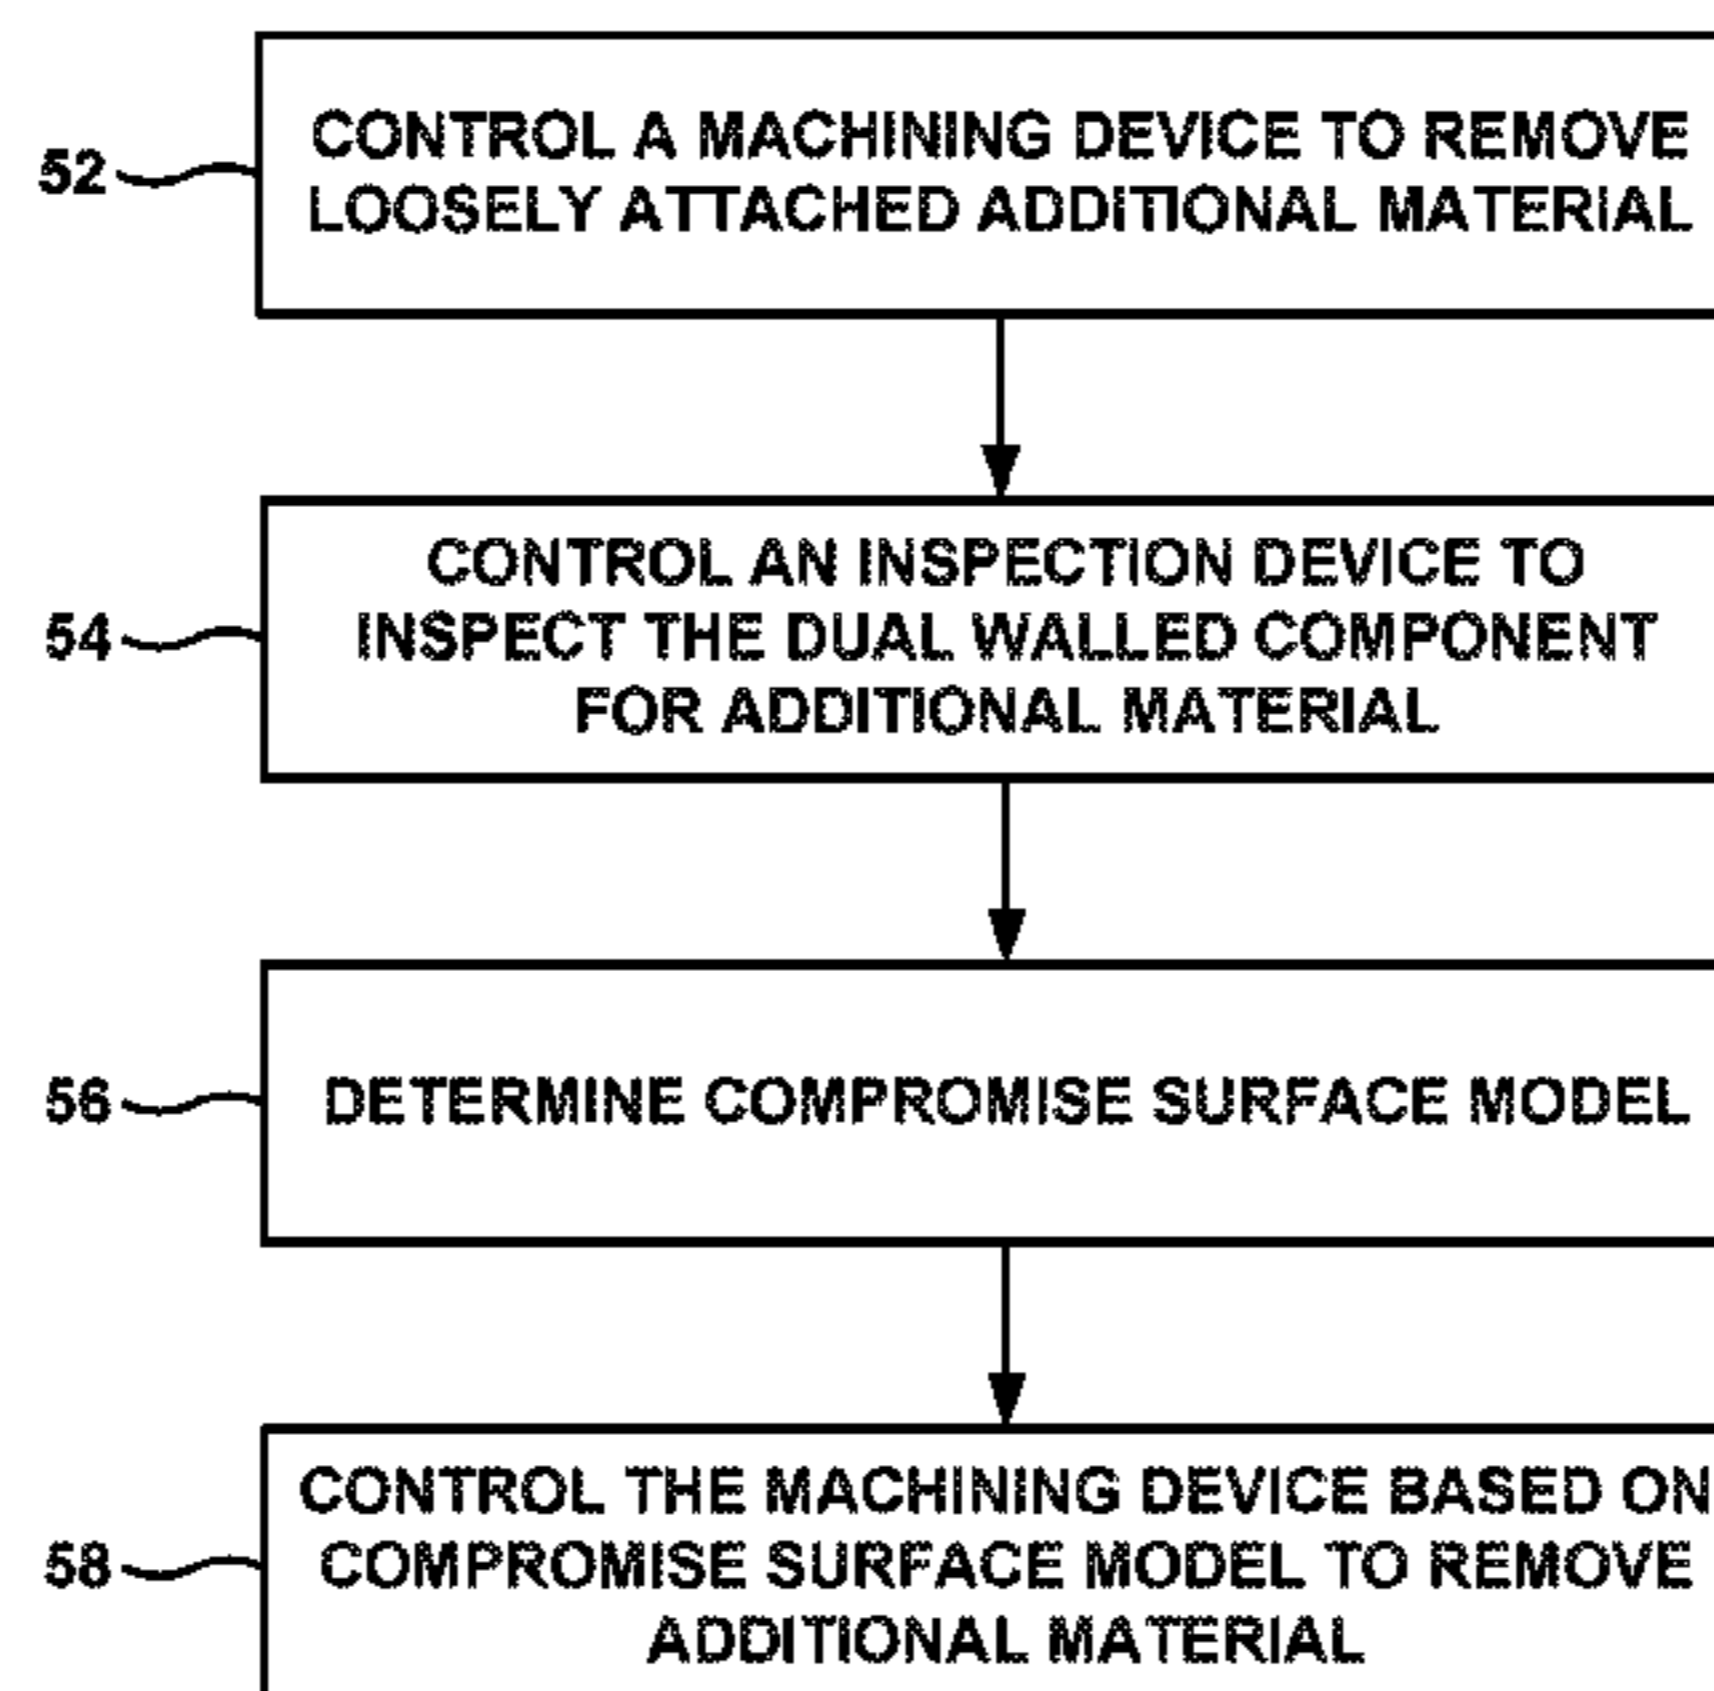 52
CONTROL A MACHINING DEVICE TO REMOVE
LOOSELY ATTACHED ADDITIONAL MATERIAL
54
CONTROL AN INSPECTION DEVICE TO
INSPECT THE DUAL WALLED COMPONENT
FOR ADDITIONAL MATERIAL
56
DETERMINE COMPROMISE SURFACE MODEL
58
CONTROL THE MACHINING DEVICE BASED ON
COMPROMISE SURFACE MODEL TO REMOVE
ADDITIONAL MATERIAL